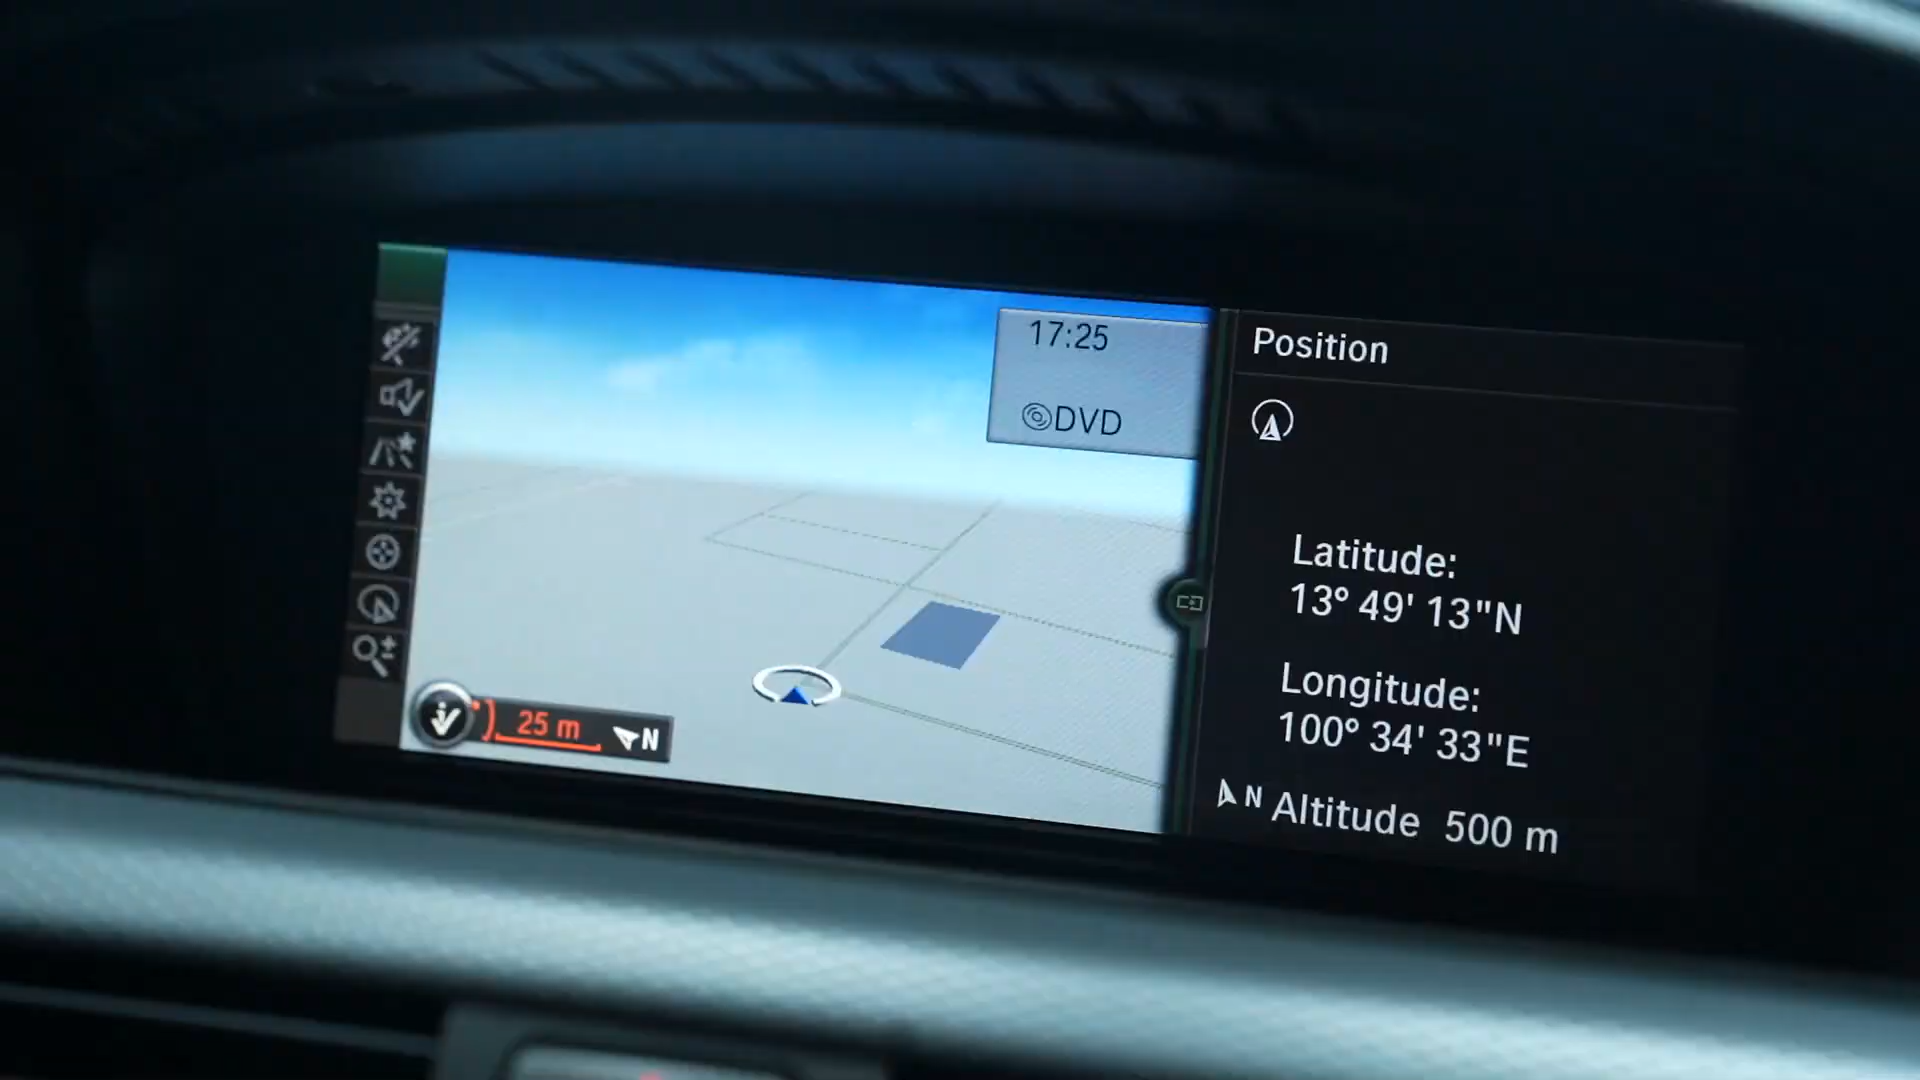 17:25
DVD
25 m
N
Position
Latitude:
13° 49' 13"N
Longitude:
100° 34' 33"E
N Altitude 500 m